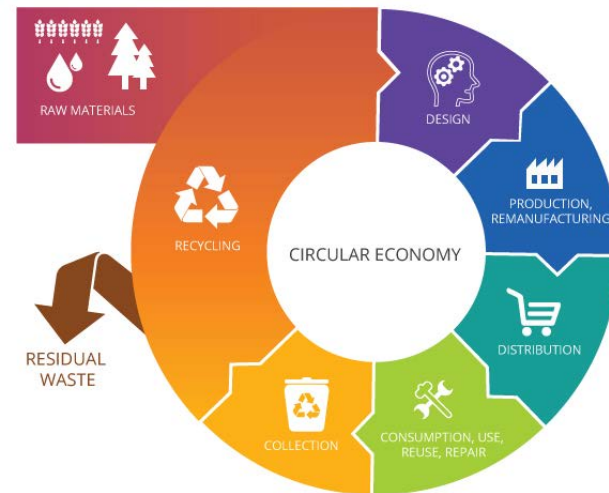 RAW MATERIALS
DESIGN
PRODUCTION,
REMANUFACTURING
RECYCLING
CIRCULAR ECONOMY
DISTRIBUTION
RESIDUAL
WASTE
COLLECTION
CONSUMPTION, USE,
REUSE, REPAIR